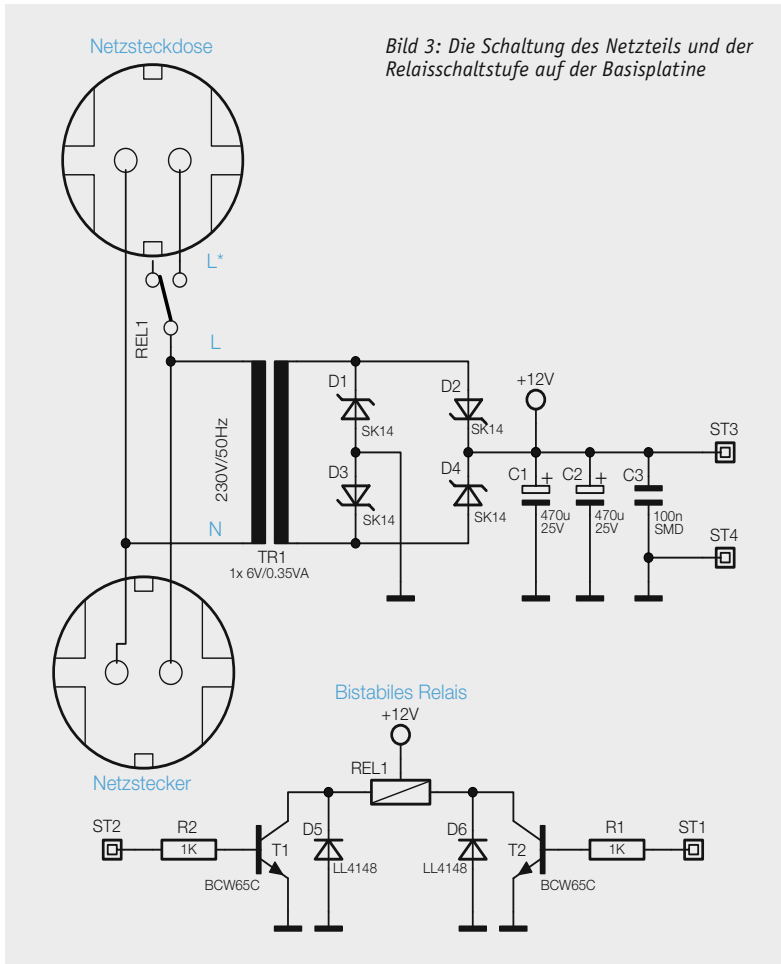 Netzsteckdose
Bild 3: Die Schaltung des Netzteils und der
Relaisschaltstufe auf der Basisplatine
L*
REL1
L
230V/50Hz
N
TR1
1x 6V/0.35VA
D1
SK14
D2
SK14
D3
SK14
D4
SK14
+12V
C1
+
470u
25V
C2
+
470u
25V
C3
100n
SMD
ST3
ST4
Netzstecker
Bistabiles Relais
+12V
REL1
ST2
R2
1K
T1
BCW65C
D5
LL4148
D6
LL4148
T2
BCW65C
R1
1K
ST1